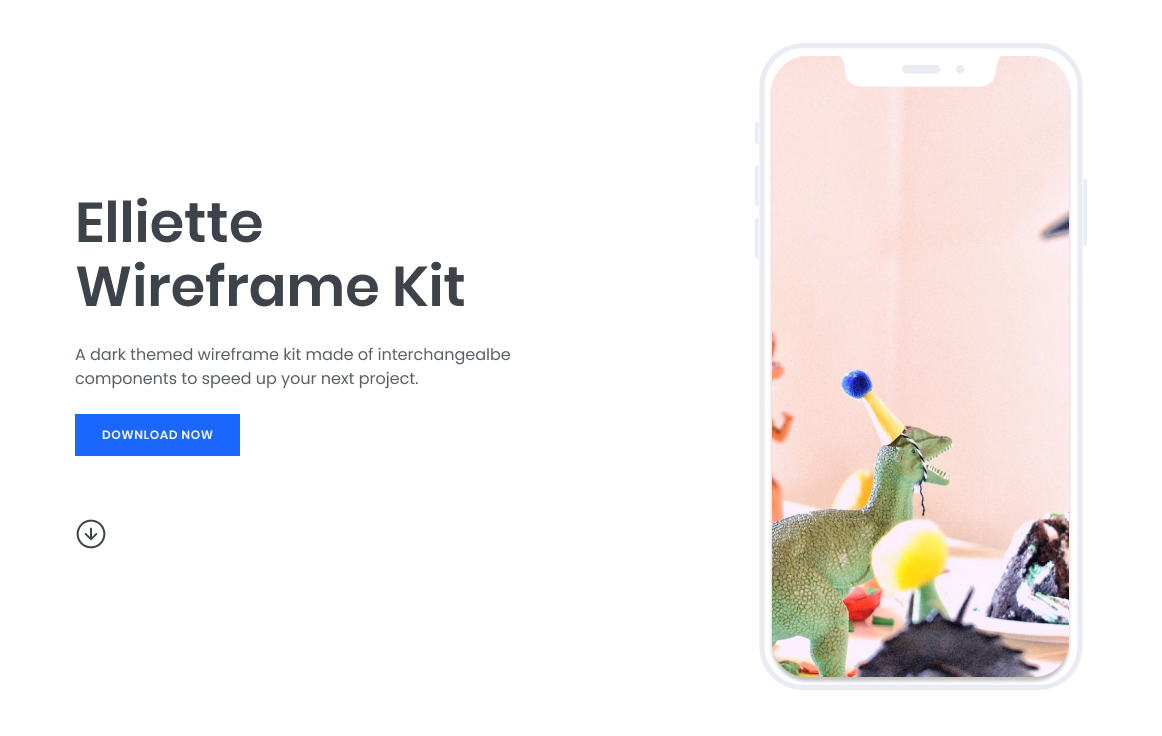 Elliette
Wireframe Kit
A dark themed wireframe kit made of interchangealbe
components to speed up your next project.
DOWNLOAD NOW